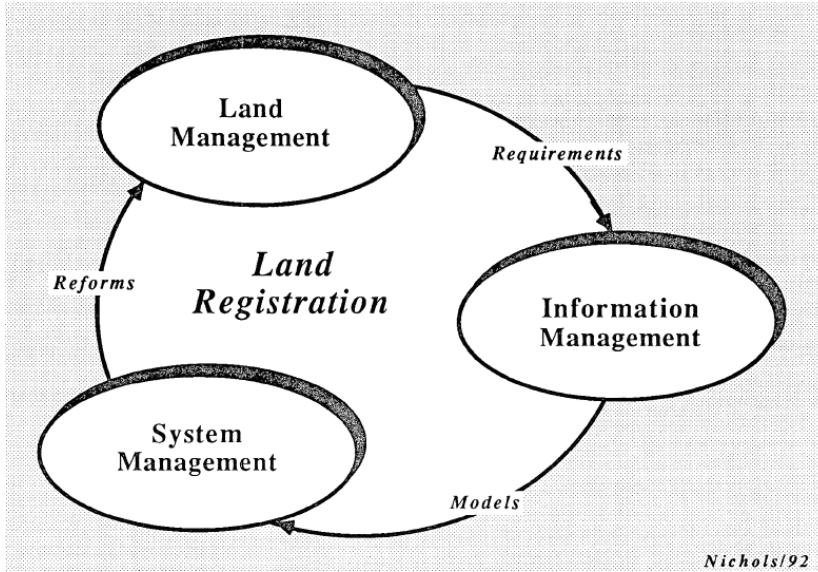 Land
Management
Requirements
Reforms
Land
Registration
Information
Management
System
Management
Models
Nichols/92